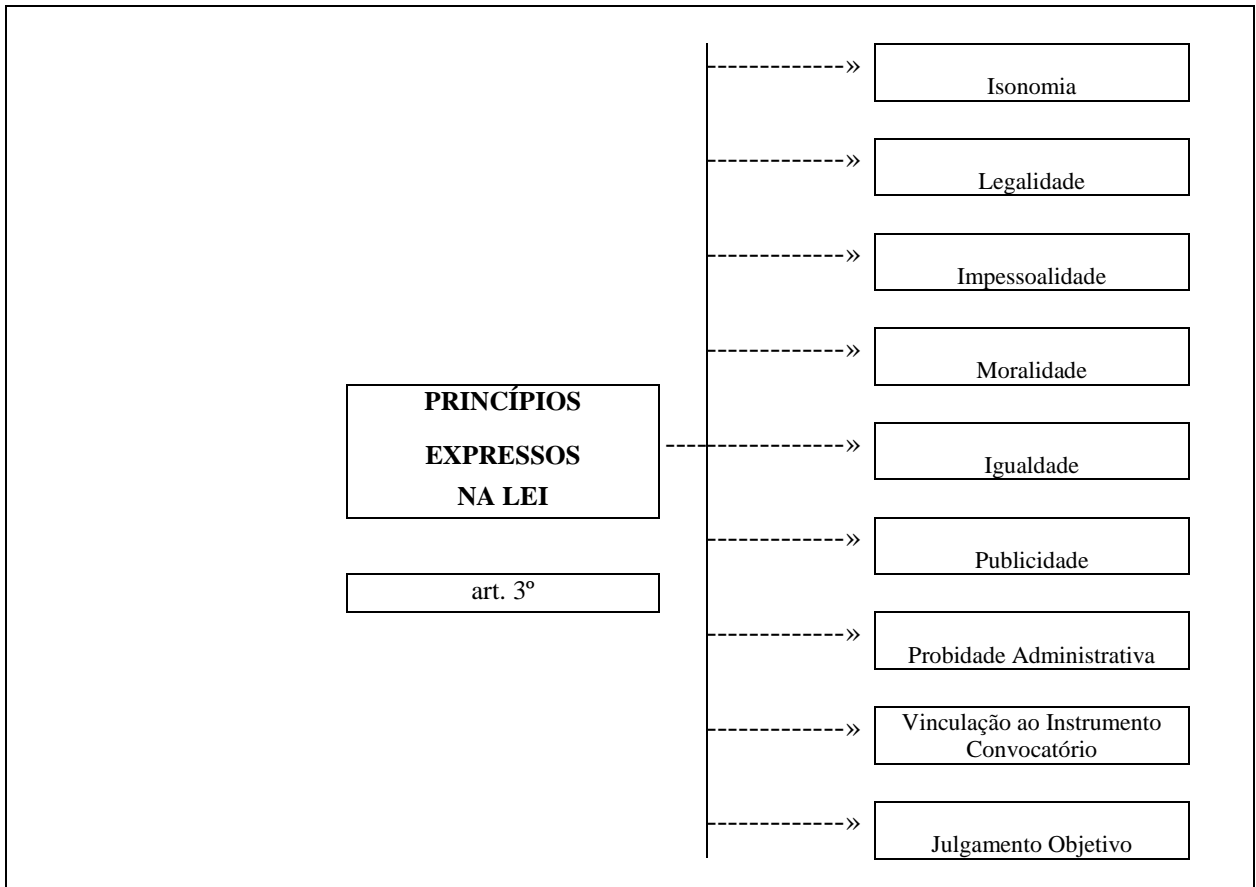 PRINCÍPIOS
EXPRESSOS
NA LEI
art. 3º
Isonomia
Legalidade
Impessoalidade
Moralidade
Igualdade
Publicidade
Probidade Administrativa
Vinculação ao Instrumento
Convocatório
Julgamento Objetivo